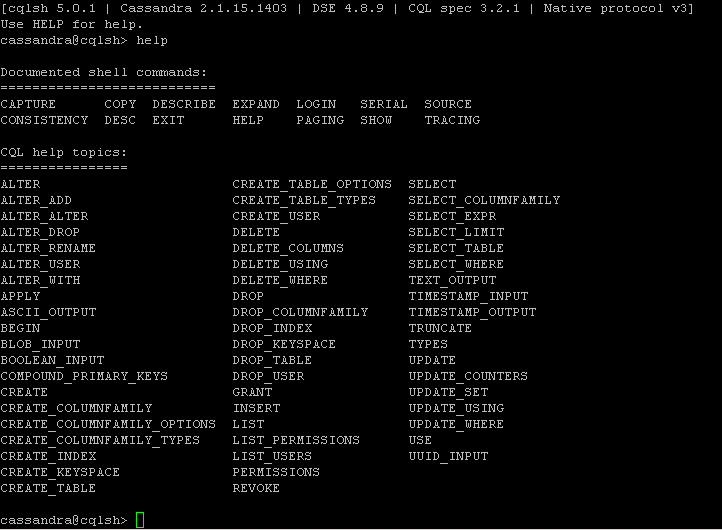 [cqlsh 5.0.1 | Cassandra 2.1.15.1403 | DSE 4.8.9 | CQL spec 3.2.1 | Native protocol v3]
Use HELP for help.
cassandra@cqlsh> help
Documented shell commands:
===========================
CAPTURE      COPY  DESCRIBE  EXPAND  LOGIN   SERIAL  SOURCE
CONSISTENCY  DESC  EXIT      HELP    PAGING  SHOW    TRACING
CQL help topics:
================
ALTER                        CREATE_TABLE_OPTIONS  SELECT
ALTER_ADD                    CREATE_TABLE_TYPES    SELECT_COLUMNFAMILY
ALTER_ALTER                  CREATE_USER           SELECT_EXPR
ALTER_DROP                   DELETE                SELECT_LIMIT
ALTER_RENAME                 DELETE_COLUMNS        SELECT_TABLE
ALTER_USER                   DELETE_USING          SELECT_WHERE
ALTER_WITH                   DELETE_WHERE          TEXT_OUTPUT
APPLY                        DROP                  TIMESTAMP_INPUT
ASCII_OUTPUT                 DROP_COLUMNFAMILY     TIMESTAMP_OUTPUT
BEGIN                        DROP_INDEX            TRUNCATE
BLOB_INPUT                   DROP_KEYSPACE         TYPES
BOOLEAN_INPUT                DROP_TABLE            UPDATE
COMPOUND_PRIMARY_KEYS        DROP_USER             UPDATE_COUNTERS
CREATE                       GRANT                 UPDATE_SET
CREATE_COLUMNFAMILY          INSERT                UPDATE_USING
CREATE_COLUMNFAMILY_OPTIONS  LIST                  UPDATE_WHERE
CREATE_COLUMNFAMILY_TYPES    LIST_PERMISSIONS      USE
CREATE_INDEX                 LIST_USERS            UUID_INPUT
CREATE_KEYSPACE              PERMISSIONS
CREATE_TABLE                 REVOKE
cassandra@cqlsh>